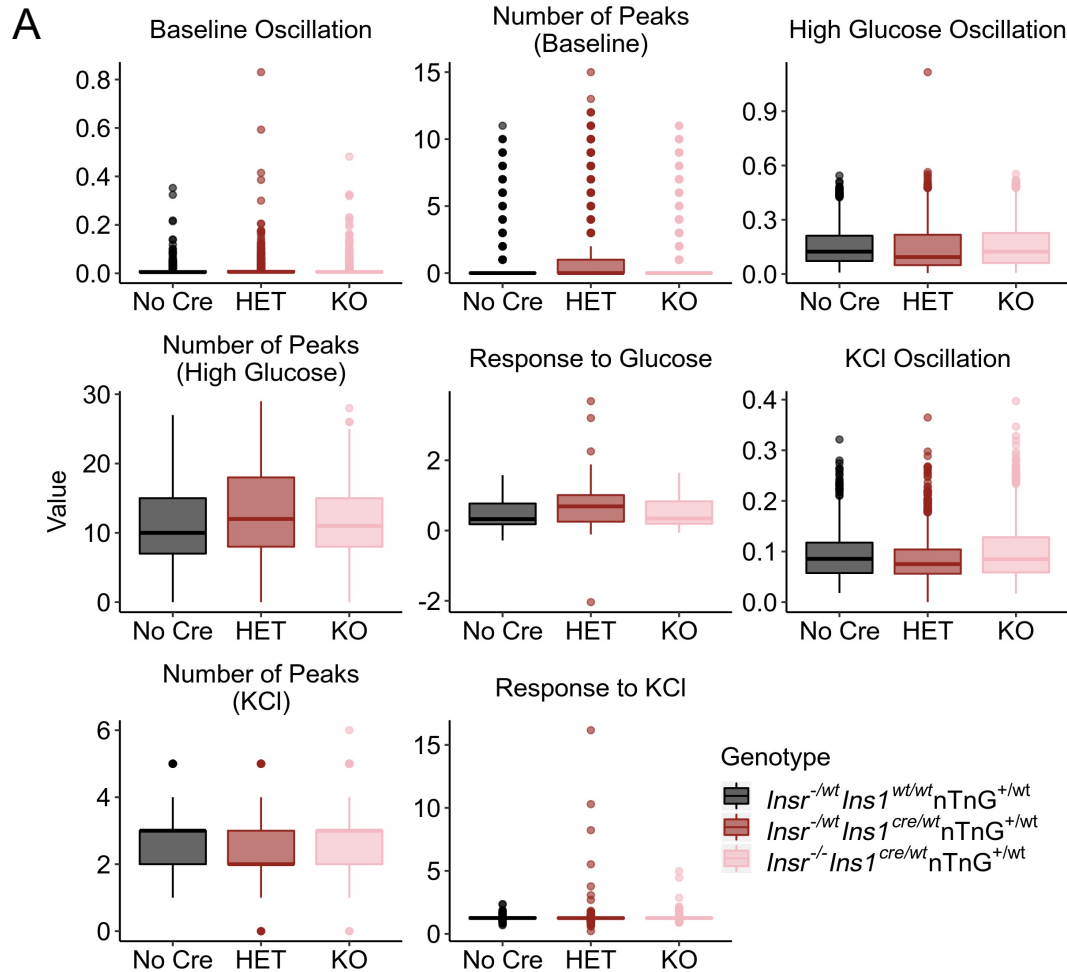 A
Baseline Oscillation
Number of Peaks
(Baseline)
High Glucose Oscillation
0.8
0.6
0.4
0.2
0.0
No Cre HET KO
15
10
5
0
No Cre HET KO
0.9
0.6
0.3
0.0
No Cre HET KO
Number of Peaks
(High Glucose)
Response to Glucose
KCl Oscillation
Value
30
20
10
0
No Cre HET KO
2
0
-2
No Cre HET KO
0.4
0.3
0.2
0.1
0.0
No Cre HET KO
Number of Peaks
(KCl)
Response to KCl
6
4
2
0
No Cre HET KO
15
10
5
0
No Cre HET KO
Genotype
Insr-/wtIns1wt/wtnTnG+/wt
Insr-/wtIns1cre/wtnTnG+/wt
Insr-/-Ins1cre/wtnTnG+/wt